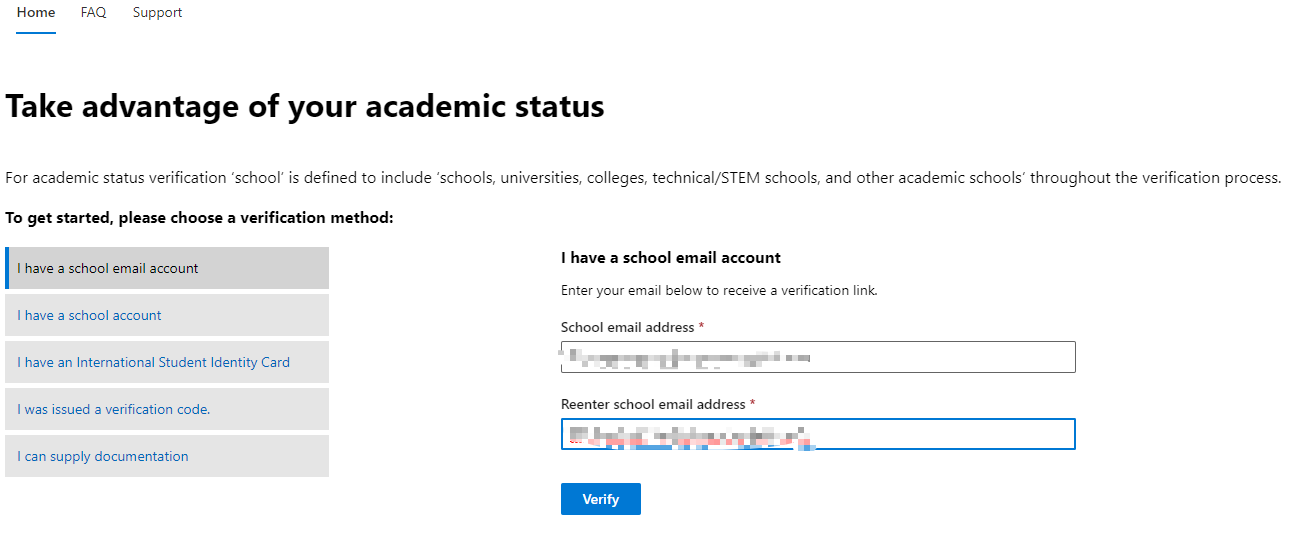 Home FAQ Support
Take advantage of your academic status
For academic status verification ‘school’ is defined to include ‘schools, universities, colleges, technical/STEM schools, and other academic schools’ throughout the verification process.
To get started, please choose a verification method:
I have a school email account
I have a school account
I have an International Student Identity Card
I was issued a verification code.
I can supply documentation
I have a school email account
Enter your email below to receive a verification link.
School email address *
Reenter school email address *
Verify